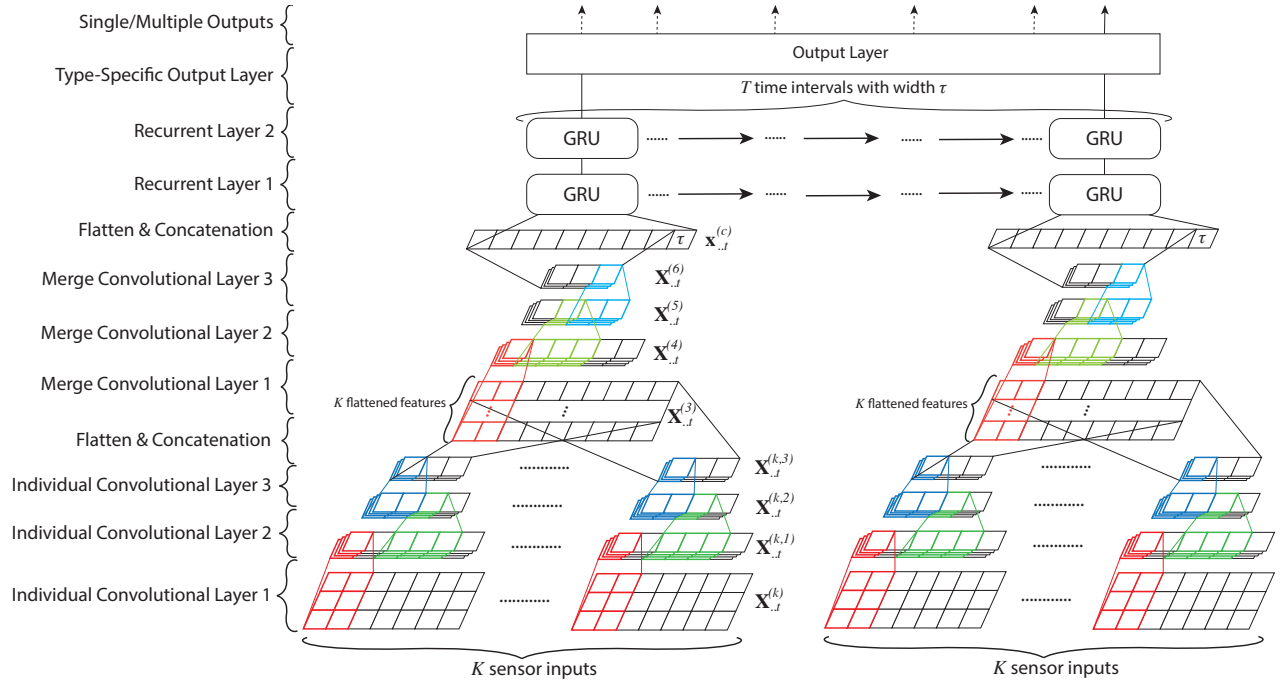 Single/Multiple Outputs
Output Layer
Type-Specific Output Layer
T time intervals with width τ
Recurrent Layer 2
GRU
GRU
Recurrent Layer 1
GRU
GRU
Flatten & Concatenation
τ
x..t(c)
τ
Merge Convolutional Layer 3
X..t(6)
X..t(5)
Merge Convolutional Layer 2
X..t(4)
Merge Convolutional Layer 1
K flattened features
X..t(3)
K flattened features
Flatten & Concatenation
X..t(k,3)
Individual Convolutional Layer 3
X..t(k,2)
Individual Convolutional Layer 2
X..t(k,1)
Individual Convolutional Layer 1
X..t(k)
K sensor inputs
K sensor inputs